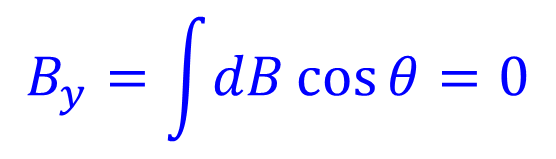 B_y = ∫ dB cos θ = 0